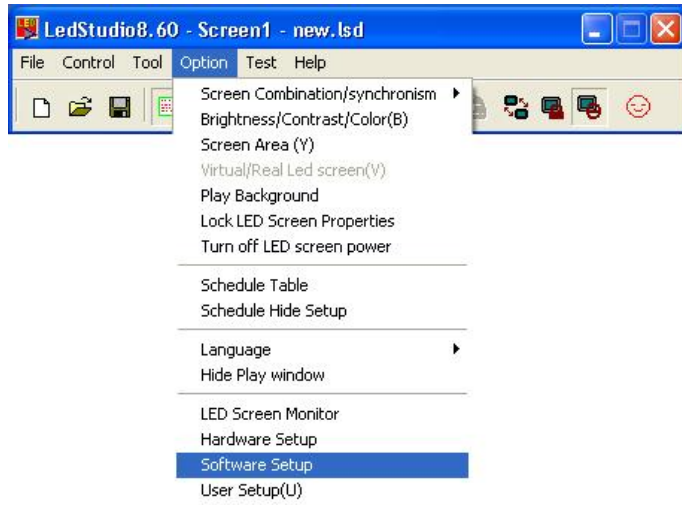 LedStudio8.60 - Screen1 - new.lsd
File Control Tool Option Test Help
Screen Combination/synchronism
Brightness/Contrast/Color(B)
Screen Area (Y)
Virtual/Real Led screen(V)
Play Background
Lock LED Screen Properties
Turn off LED screen power
Schedule Table
Schedule Hide Setup
Language
Hide Play window
LED Screen Monitor
Hardware Setup
Software Setup
User Setup(U)